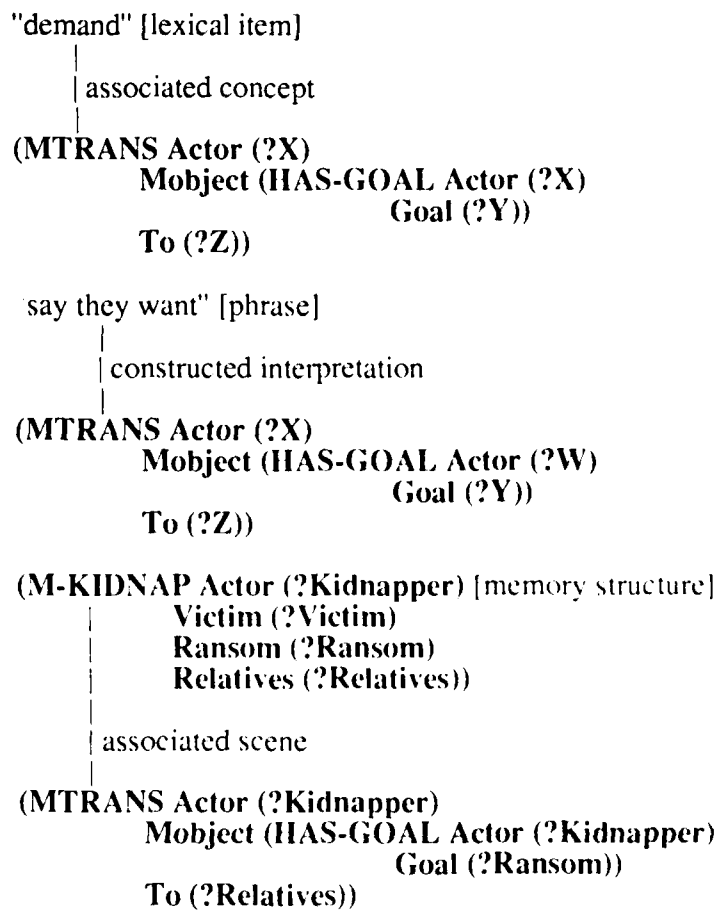 "demand" [lexical item]
associated concept
(MTRANS Actor (?X)
Mobject (HAS-GOAL Actor (?X)
Goal (?Y))
To (?Z))
say they want" [phrase]
constructed interpretation
(MTRANS Actor (?X)
Mobject (HAS-GOAL Actor (?W)
Goal (?Y))
To (?Z))
(M-KIDNAP Actor (?Kidnapper) [memory structure]
Victim (?Victim)
Ransom (?Ransom)
Relatives (?Relatives))
associated scene
(MTRANS Actor (?Kidnapper)
Mobject (HAS-GOAL Actor (?Kidnapper)
Goal (?Ransom))
To (?Relatives))